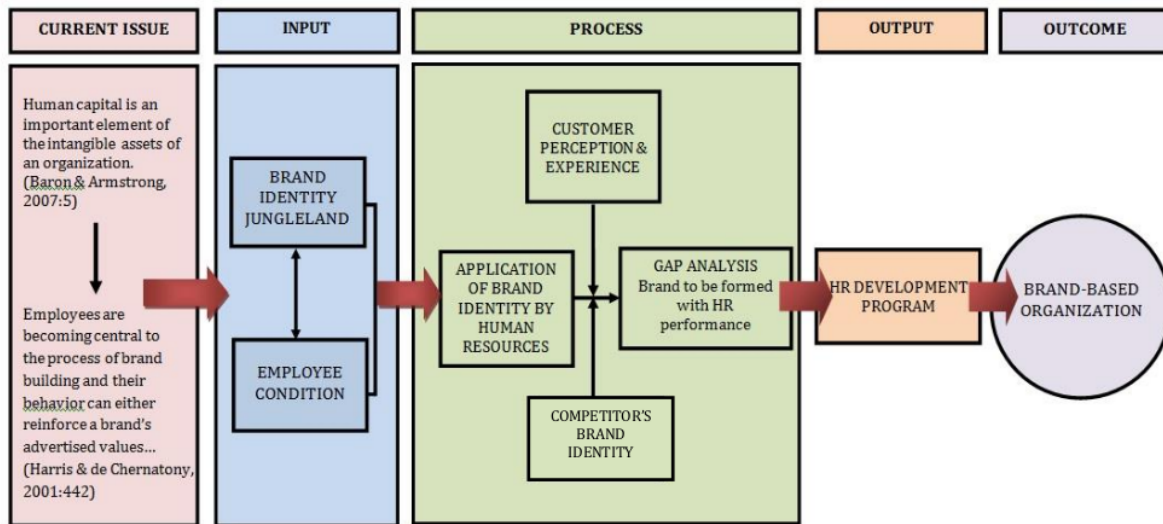 CURRENT ISSUE
INPUT
PROCESS
OUTPUT
OUTCOME
Human capital is an
important element of
the intangible assets of
an organization.
(Baron & Armstrong,
2007:5)
Employees are
becoming central to
the process of brand
building and their
behavior can either
reinforce a brand's
advertised values...
(Harris & de Chernatony,
2001:442)
BRAND
IDENTITY
JUNGLELAND
EMPLOYEE
CONDITION
CUSTOMER
PERCEPTION &
EXPERIENCE
APPLICATION
OF BRAND
IDENTITY BY
HUMAN
RESOURCES
GAP ANALYSIS
Brand to be formed
with HR
performance
COMPETITOR'S
BRAND
IDENTITY
HR DEVELOPMENT
PROGRAM
BRAND-BASED
ORGANIZATION